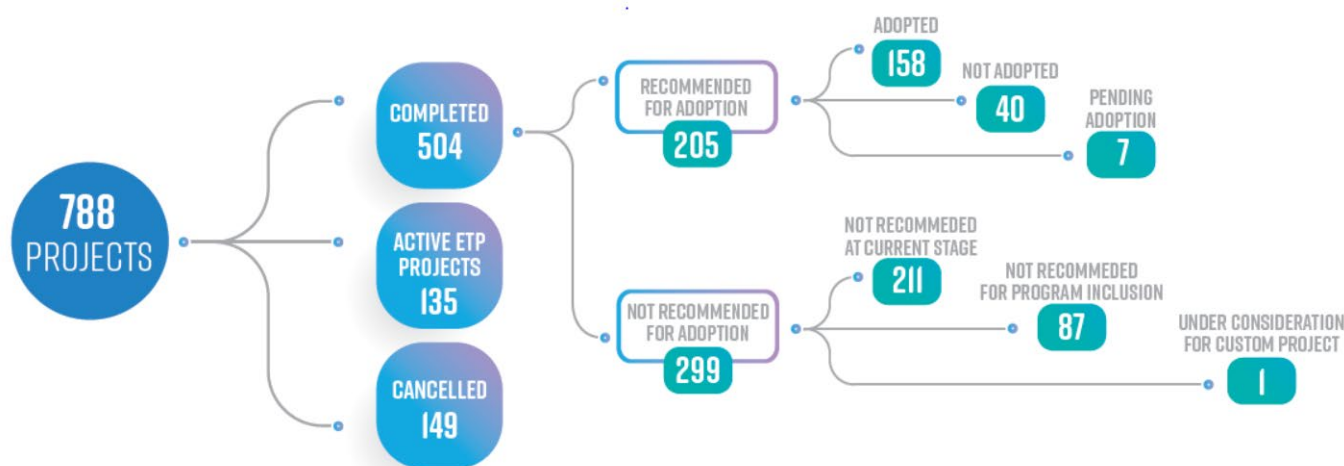 788
PROJECTS
COMPLETED
504
ACTIVE ETP
PROJECTS
135
CANCELLED
149
RECOMMENDED
FOR ADOPTION
205
ADOPTED
158
NOT ADOPTED
40
PENDING
ADOPTION
7
NOT RECOMMENDED
FOR ADOPTION
299
NOT RECOMMEDED
AT CURRENT STAGE
211
NOT RECOMMEDED
FOR PROGRAM INCLUSION
87
UNDER CONSIDERATION
FOR CUSTOM PROJECT
1